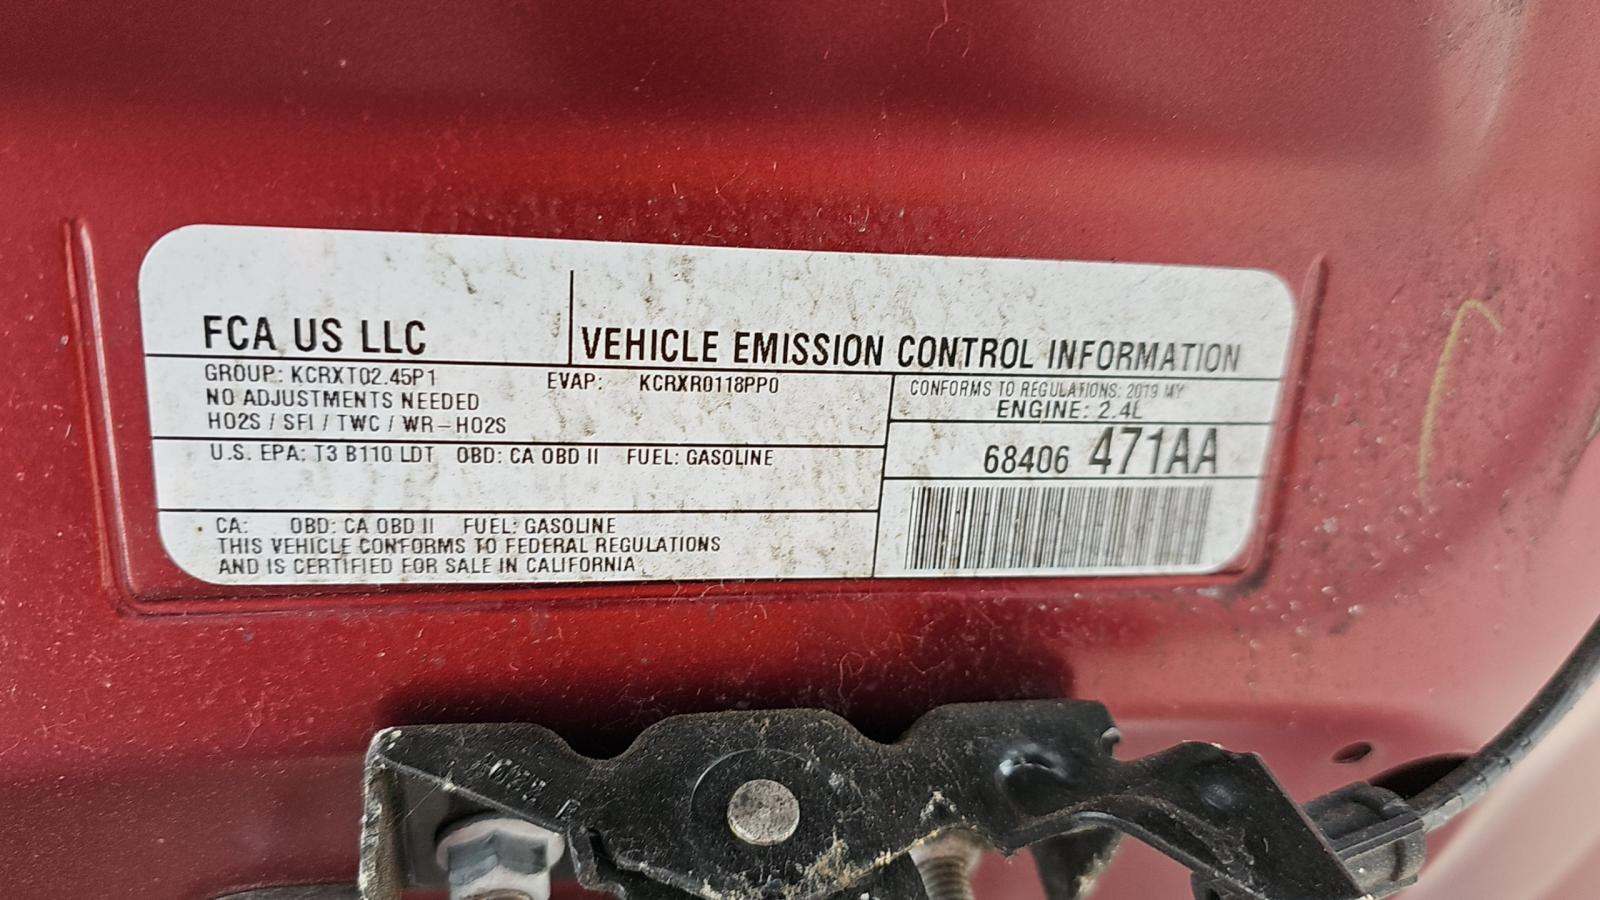 FCA US LLC
VEHICLE EMISSION CONTROL INFORMATION
GROUP: KCRXT02.45P1 EVAP: KCRXR0118PP0
NO ADJUSTMENTS NEEDED
HO2S / SFI / TWC / WR-HO2S
CONFORMS TO REGULATIONS: 2019 MY
ENGINE: 2.4L
U.S. EPA: T3 B110 LDT OBD: CA OBD II FUEL: GASOLINE
68406 471AA
CA: OBD: CA OBD II FUEL: GASOLINE
THIS VEHICLE CONFORMS TO FEDERAL REGULATIONS
AND IS CERTIFIED FOR SALE IN CALIFORNIA.